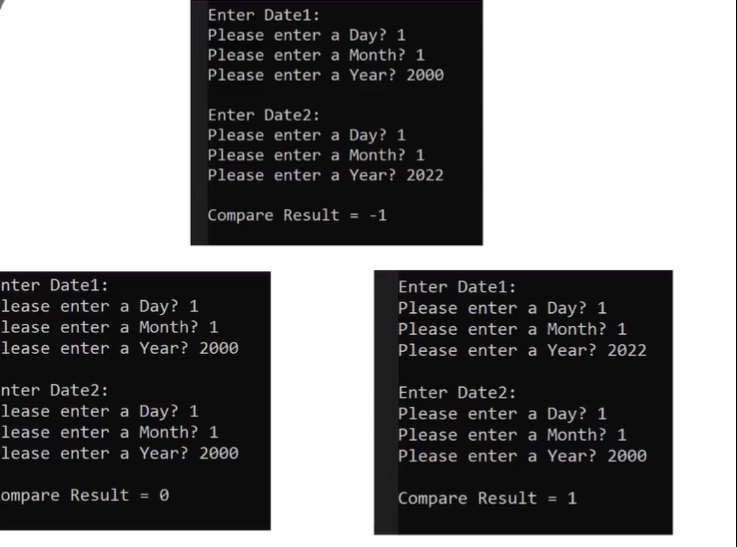 Enter Date1:
Please enter a Day? 1
Please enter a Month? 1
Please enter a Year? 2000
Enter Date2:
Please enter a Day? 1
Please enter a Month? 1
Please enter a Year? 2022
Compare Result = -1
nter Date1:
lease enter a Day? 1
lease enter a Month? 1
lease enter a Year? 2000
nter Date2:
lease enter a Day? 1
lease enter a Month? 1
lease enter a Year? 2000
ompare Result = 0
Enter Date1:
Please enter a Day? 1
Please enter a Month? 1
Please enter a Year? 2022
Enter Date2:
Please enter a Day? 1
Please enter a Month? 1
Please enter a Year? 2000
Compare Result = 1